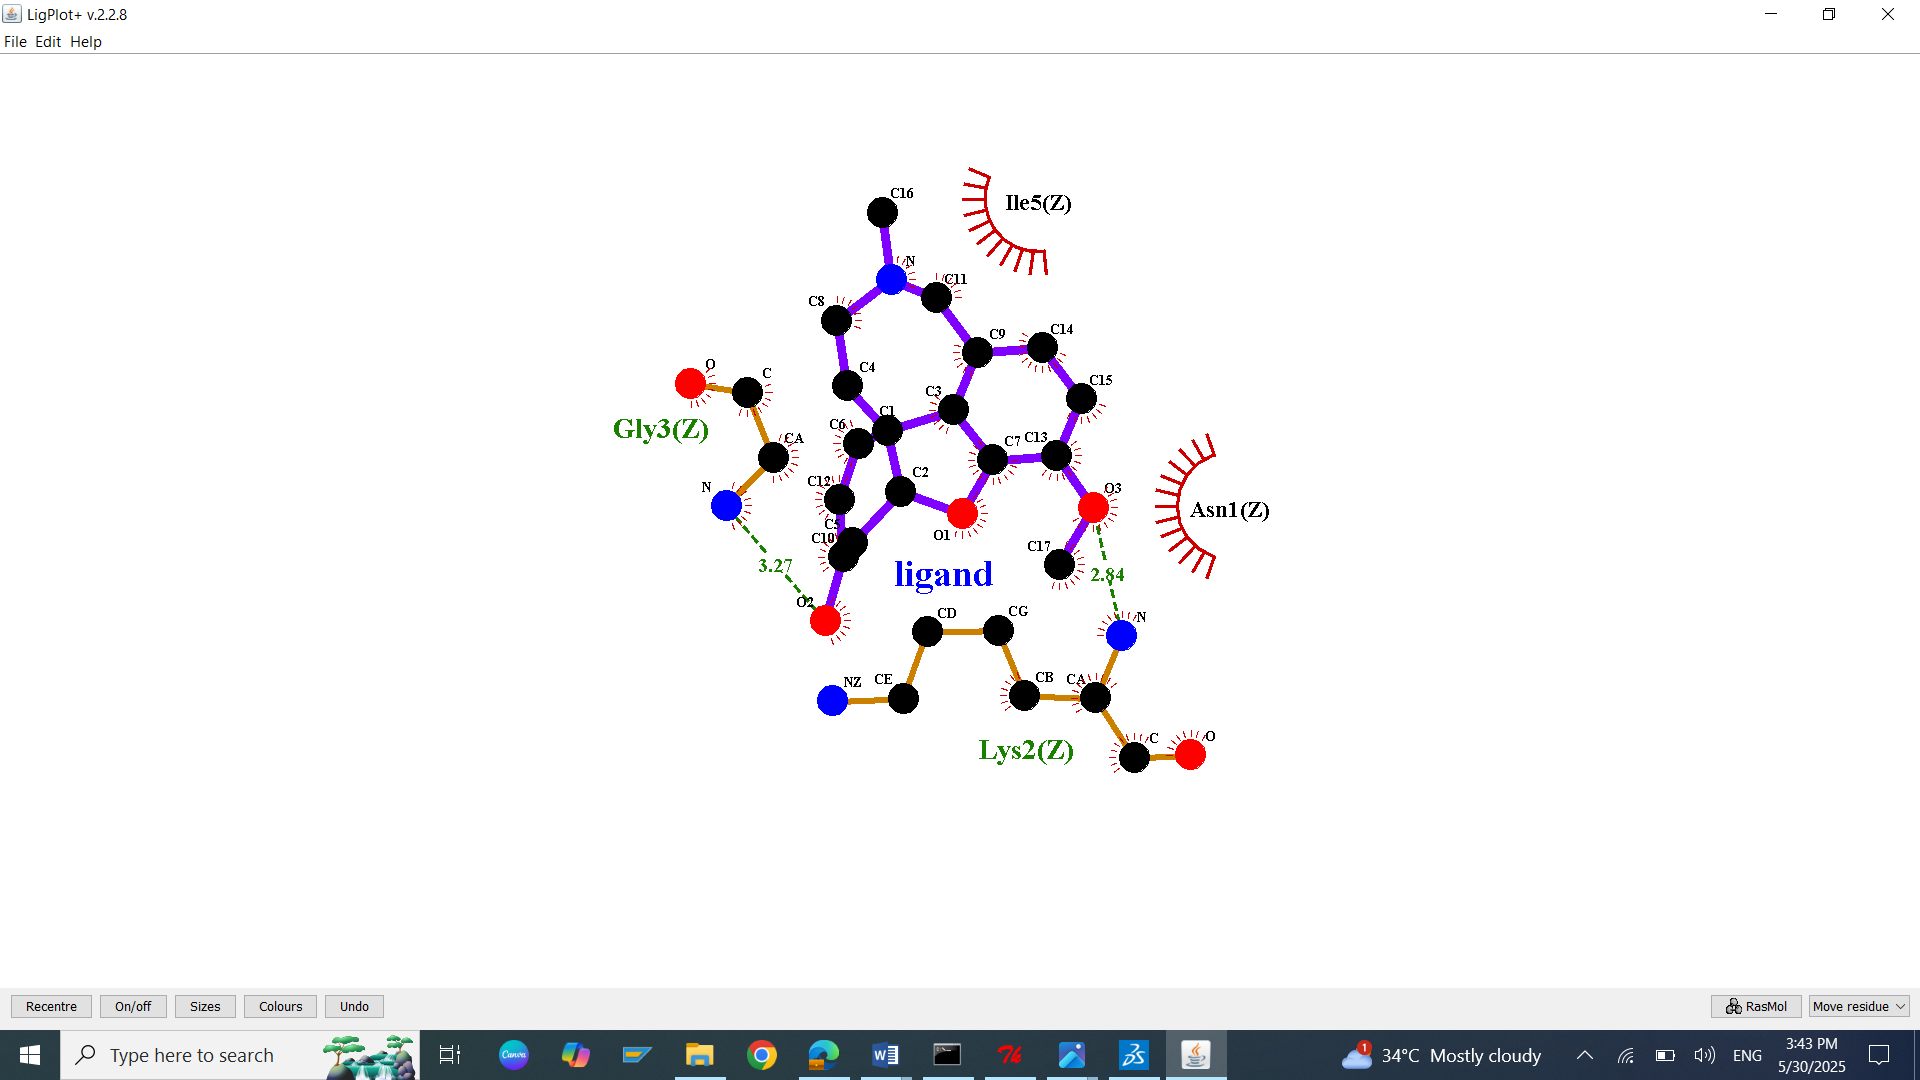 LigPlot+ v.2.2.8
File Edit Help
C16
Ile5(Z)
N
C11
C8
C9
C14
O
C
C4
C15
C3
C1
Gly3(Z)
C6
CA
C7
C13
C2
C12
N
O3
Asn1(Z)
C5
O1
C10
C17
3.27
ligand
2.84
O2
CD
CG
N
NZ
CE
CB
CA
C
O
Lys2(Z)
Recentre
On/off
Sizes
Colours
Undo
RasMol
Move residue
Type here to search
Canva
34°C Mostly cloudy
1
ENG
3:43 PM
5/30/2025